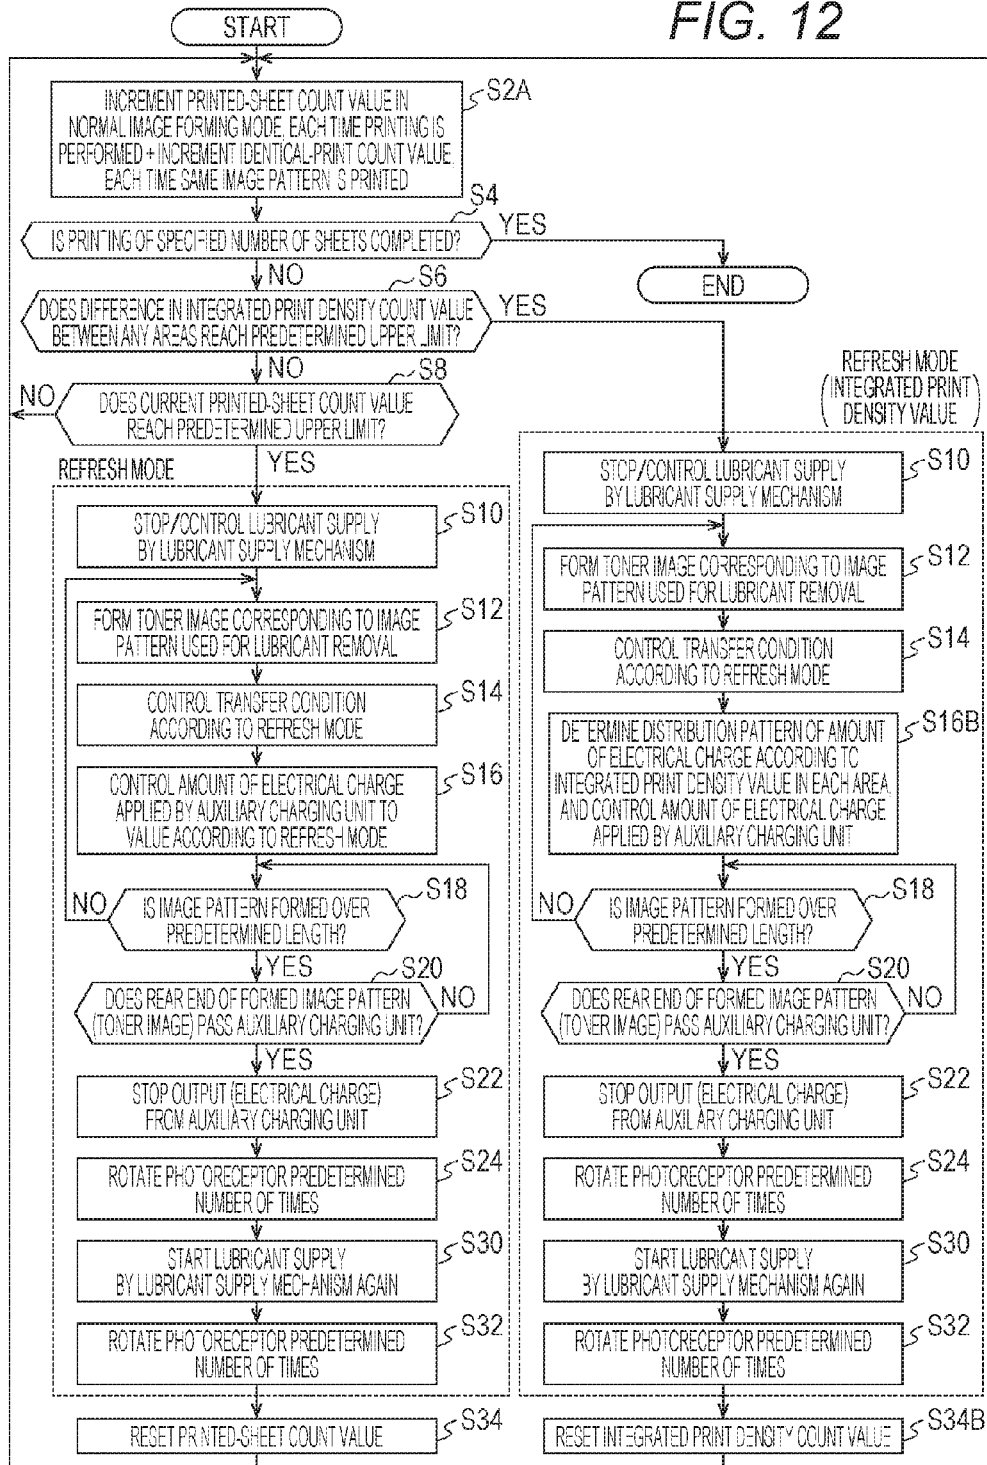 FIG. 12
START
INCREMENT PRINTED-SHEET COUNT VALUE IN
NORMAL IMAGE FORMING MODE, EACH TIME PRINTING IS
PERFORMED + INCREMENT IDENTICAL-PRINT COUNT VALUE,
EACH TIME SAME IMAGE PATTERN IS PRINTED
S2A
S4
IS PRINTING OF SPECIFIED NUMBER OF SHEETS COMPLETED?
YES
NO
END
S6
DOES DIFFERENCE IN INTEGRATED PRINT DENSITY COUNT VALUE
BETWEEN ANY AREAS REACH PREDETERMINED UPPER LIMIT?
YES
NO
S8
DOES CURRENT PRINTED-SHEET COUNT VALUE
REACH PREDETERMINED UPPER LIMIT?
NO
YES
REFRESH MODE
S10
STOP/CONTROL LUBRICANT SUPPLY
BY LUBRICANT SUPPLY MECHANISM
S12
FORM TONER IMAGE CORRESPONDING TO IMAGE
PATTERN USED FOR LUBRICANT REMOVAL
S14
CONTROL TRANSFER CONDITION
ACCORDING TO REFRESH MODE
S16
CONTROL AMOUNT OF ELECTRICAL CHARGE
APPLIED BY AUXILIARY CHARGING UNIT TO
VALUE ACCORDING TO REFRESH MODE
S18
NO
IS IMAGE PATTERN FORMED OVER
PREDETERMINED LENGTH?
YES
S20
DOES REAR END OF FORMED IMAGE PATTERN
(TONER IMAGE) PASS AUXILIARY CHARGING UNIT?
NO
YES
S22
STOP OUTPUT (ELECTRICAL CHARGE)
FROM AUXILIARY CHARGING UNIT
S24
ROTATE PHOTORECEPTOR PREDETERMINED
NUMBER OF TIMES
S30
START LUBRICANT SUPPLY
BY LUBRICANT SUPPLY MECHANISM AGAIN
S32
ROTATE PHOTORECEPTOR PREDETERMINED
NUMBER OF TIMES
S34
RESET PRINTED-SHEET COUNT VALUE
REFRESH MODE
(INTEGRATED PRINT
DENSITY VALUE)
S10
STOP/CONTROL LUBRICANT SUPPLY
BY LUBRICANT SUPPLY MECHANISM
S12
FORM TONER IMAGE CORRESPONDING TO IMAGE
PATTERN USED FOR LUBRICANT REMOVAL
S14
CONTROL TRANSFER CONDITION
ACCORDING TO REFRESH MODE
S16B
DETERMINE DISTRIBUTION PATTERN OF AMOUNT
OF ELECTRICAL CHARGE ACCORDING TO
INTEGRATED PRINT DENSITY VALUE IN EACH AREA,
AND CONTROL AMOUNT OF ELECTRICAL CHARGE
APPLIED BY AUXILIARY CHARGING UNIT
S18
NO
IS IMAGE PATTERN FORMED OVER
PREDETERMINED LENGTH?
YES
S20
DOES REAR END OF FORMED IMAGE PATTERN
(TONER IMAGE) PASS AUXILIARY CHARGING UNIT?
NO
YES
S22
STOP OUTPUT (ELECTRICAL CHARGE)
FROM AUXILIARY CHARGING UNIT
S24
ROTATE PHOTORECEPTOR PREDETERMINED
NUMBER OF TIMES
S30
START LUBRICANT SUPPLY
BY LUBRICANT SUPPLY MECHANISM AGAIN
S32
ROTATE PHOTORECEPTOR PREDETERMINED
NUMBER OF TIMES
S34B
RESET INTEGRATED PRINT DENSITY COUNT VALUE